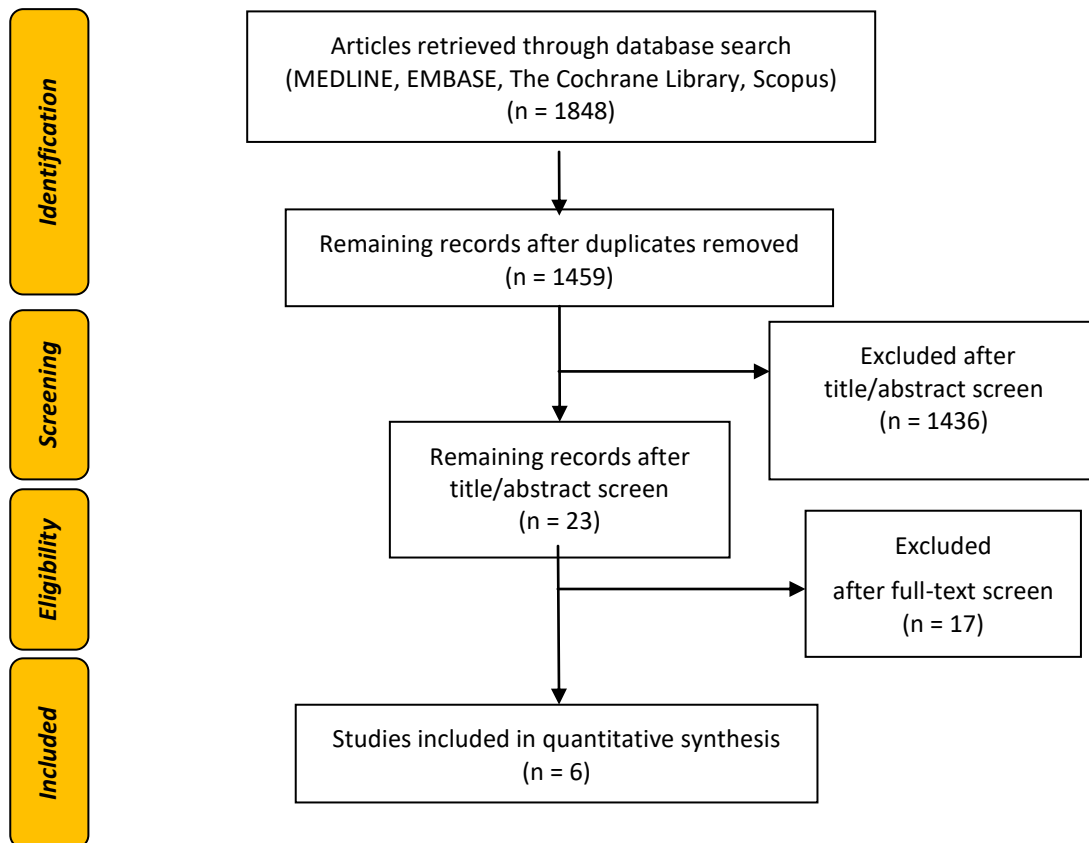 Identification
Articles retrieved through database search
(MEDLINE, EMBASE, The Cochrane Library, Scopus)
(n = 1848)
Remaining records after duplicates removed
(n = 1459)
Screening
Excluded after
title/abstract screen
(n = 1436)
Remaining records after
title/abstract screen
(n = 23)
Eligibility
Excluded
after full-text screen
(n = 17)
Included
Studies included in quantitative synthesis
(n = 6)